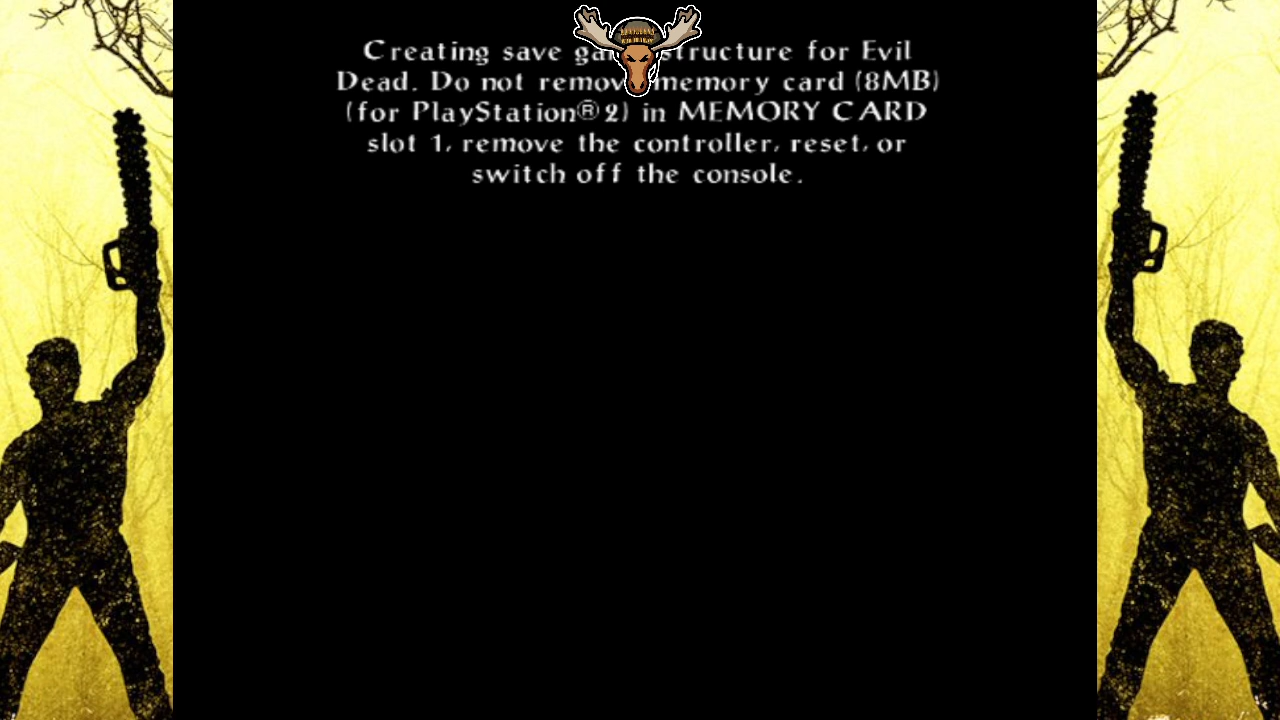 Creating save ga structure for Evil
Dead. Do not remov memory card (8MB)
(for PlayStation®2) in MEMORY CARD
slot 1, remove the controller, reset, or
switch off the console.